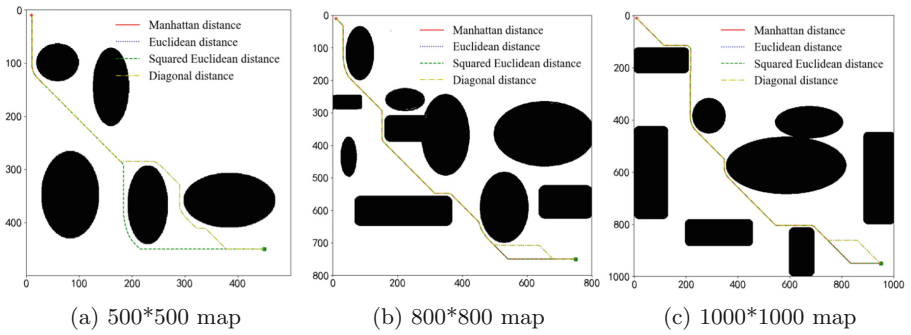 Manhattan distance
Euclidean distance
Squared Euclidean distance
Diagonal distance
0
100
200
300
400
0
200
400
(a) 500*500 map
Manhattan distance
Euclidean distance
Squared Euclidean distance
Diagonal distance
0
100
200
300
400
500
600
700
800
0
200
400
600
800
(b) 800*800 map
Manhattan distance
Euclidean distance
Squared Euclidean distance
Diagonal distance
0
200
400
600
800
1000
0
200
400
600
800
1000
(c) 1000*1000 map